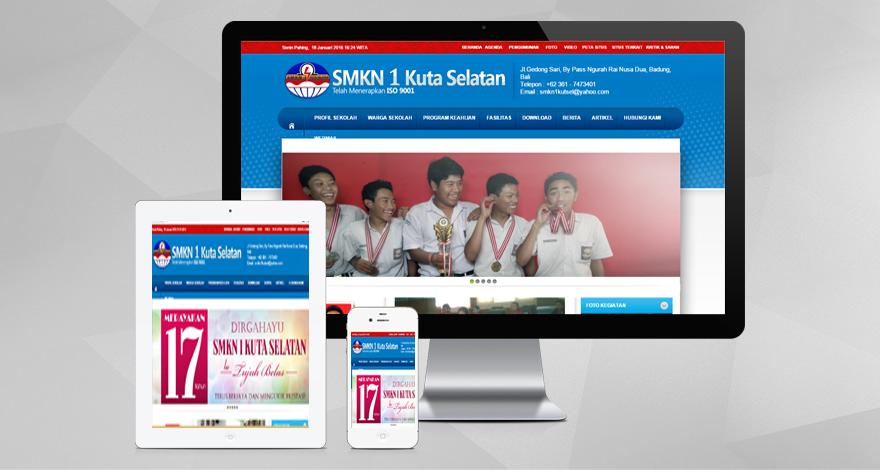 Senin Pahing, 18 Januari 2016 16:24 WITA
BERANDA AGENDA PENGUMUMAN FOTO VIDEO PETA SITUS SITUS TERKAIT KRITIK & SARAN
SMKN 1 Kuta Selatan
Telah Menerapkan ISO 9001
Jl Gedong Sari, By Pass Ngurah Rai Nusa Dua, Badung,
Bali
Telepon : +62 361 - 7473401
Email : smkn1kutsel@yahoo.com
PROFIL SEKOLAH WARGA SEKOLAH PROGRAM KEAHLIAN FASILITAS DOWNLOAD BERITA ARTIKEL HUBUNGI KAMI
FOTO KEGIATAN
SMKN 1 Kuta Selatan
MERAYAKAN
17
DIRGAHAYU
SMKN 1 KUTA SELATAN
ke
Tujuh Belas
TERUS BERJAYA DAN MENGUKIR PRESTASI
SMKN 1 Kuta Selatan
MERAYAKAN
17
DIRGAHAYU
SMKN 1 KUTA S